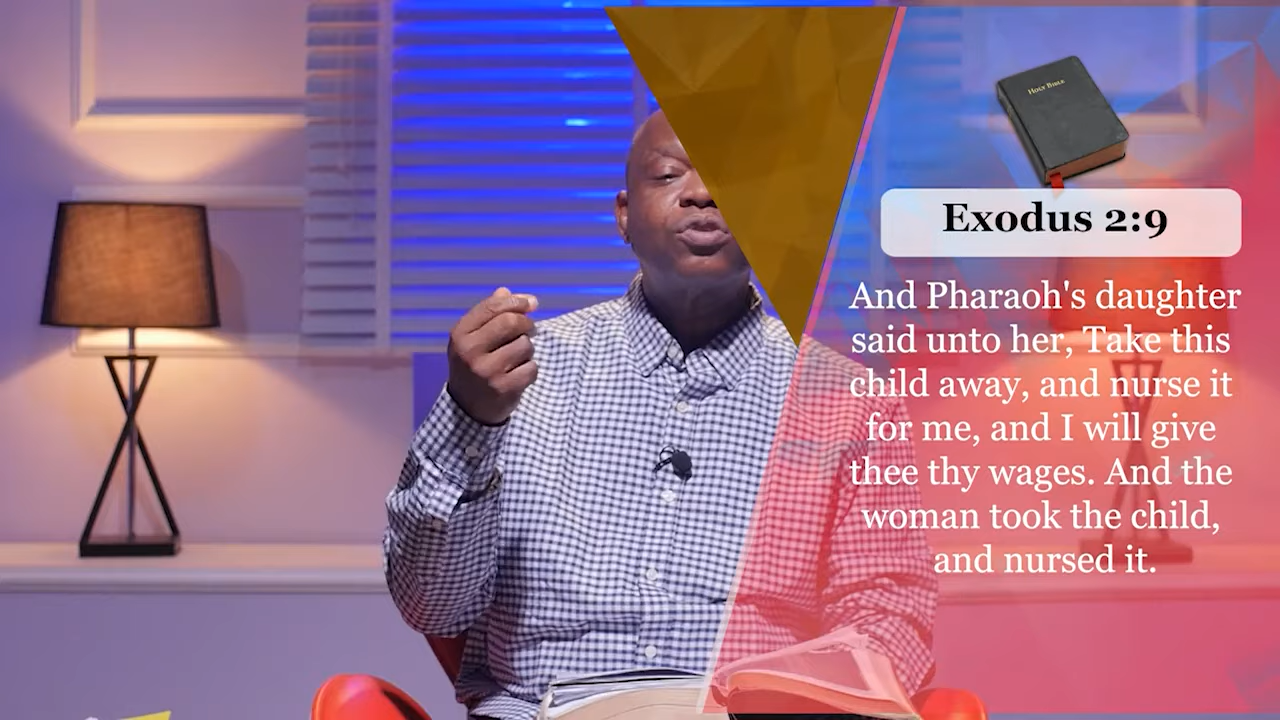 HOLY BIBLE
Exodus 2:9
And Pharaoh's daughter
said unto her, Take this
child away, and nurse it
for me, and I will give
thee thy wages. And the
woman took the child,
and nursed it.